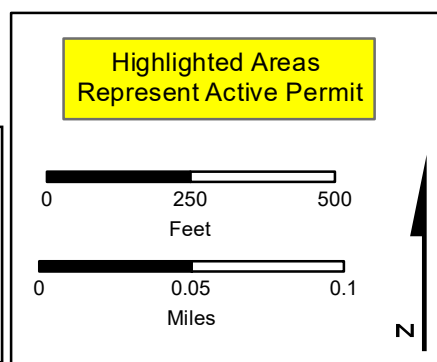 Highlighted Areas
Represent Active Permit
0 250 500
Feet
0 0.05 0.1
Miles
N